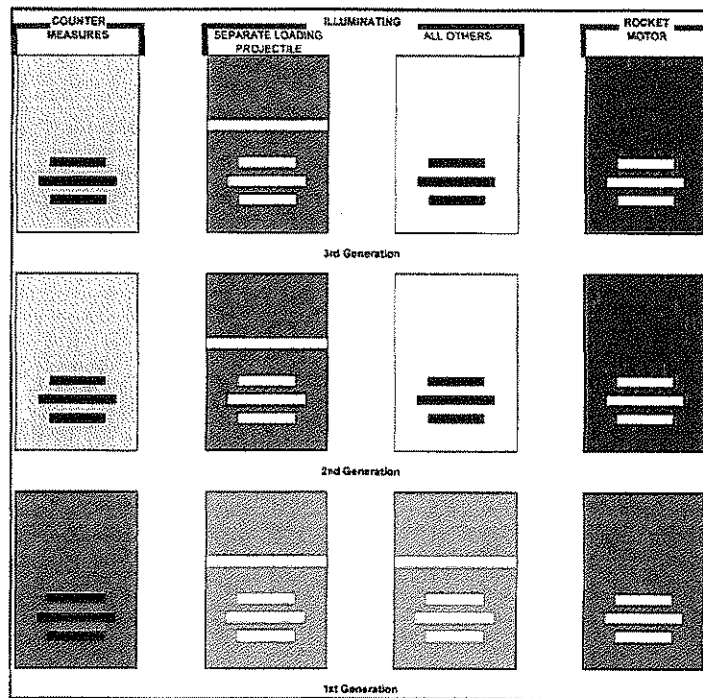 COUNTER
MEASURES
ILLUMINATING
SEPARATE LOADING
PROJECTILE
ALL OTHERS
ROCKET
MOTOR
3rd Generation
2nd Generation
1st Generation